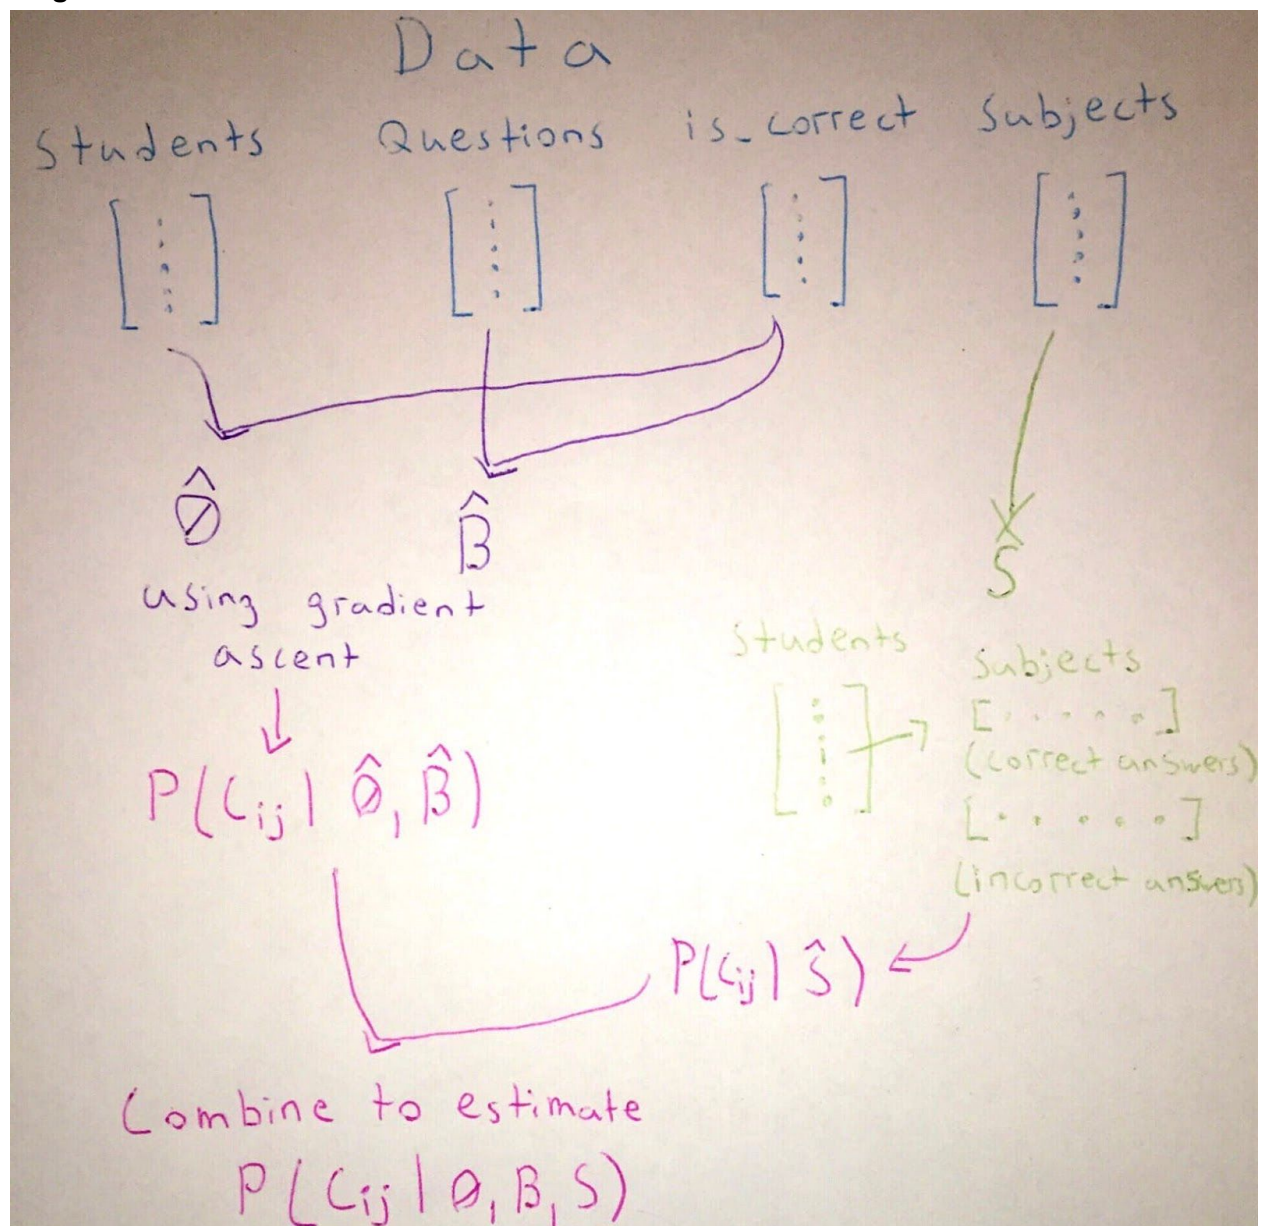 Data
Students Questions is_correct Subjects
θ̂ β̂ Ŝ
using gradient
ascent
Students Subjects
(correct answers)
(incorrect answers)
P(Cij | θ̂, β̂)
P(Cij | Ŝ)
Combine to estimate
P(Cij | θ, β, S)